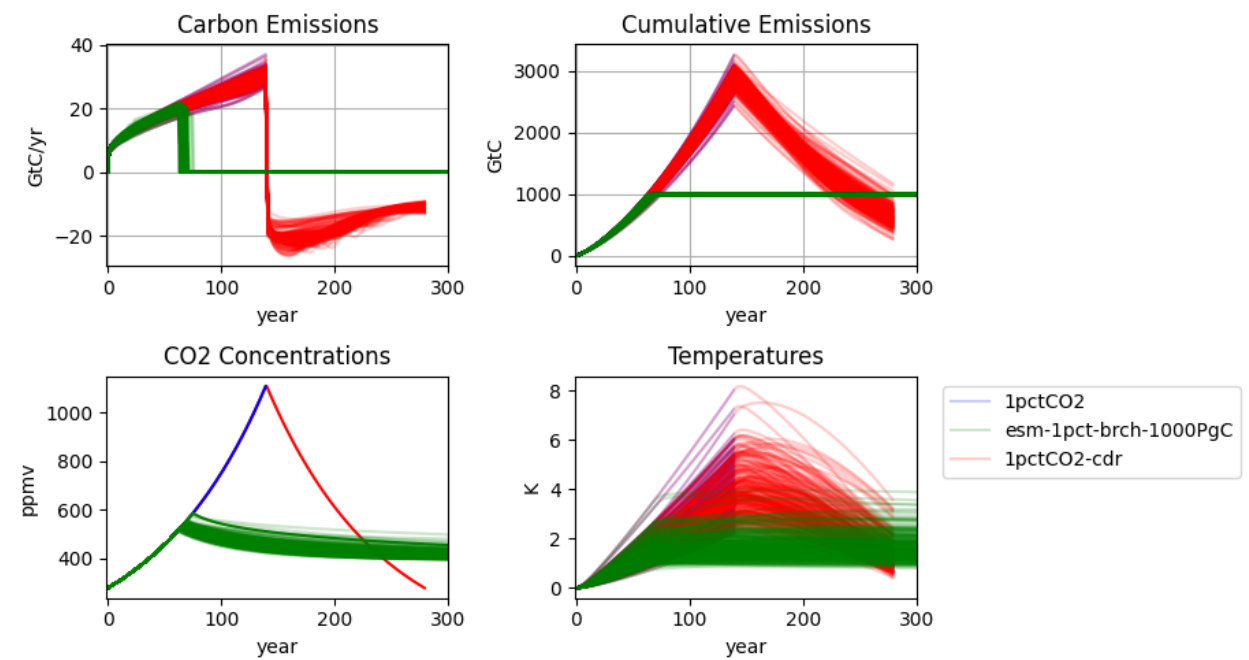 Carbon Emissions
40
20
0
−20
GtC/yr
0
100
200
300
year
Cumulative Emissions
3000
2000
1000
0
GtC
0
100
200
300
year
CO2 Concentrations
1000
800
600
400
ppmv
0
100
200
300
year
Temperatures
8
6
4
2
0
K
0
100
200
300
year
1pctCO2
esm-1pct-brch-1000PgC
1pctCO2-cdr